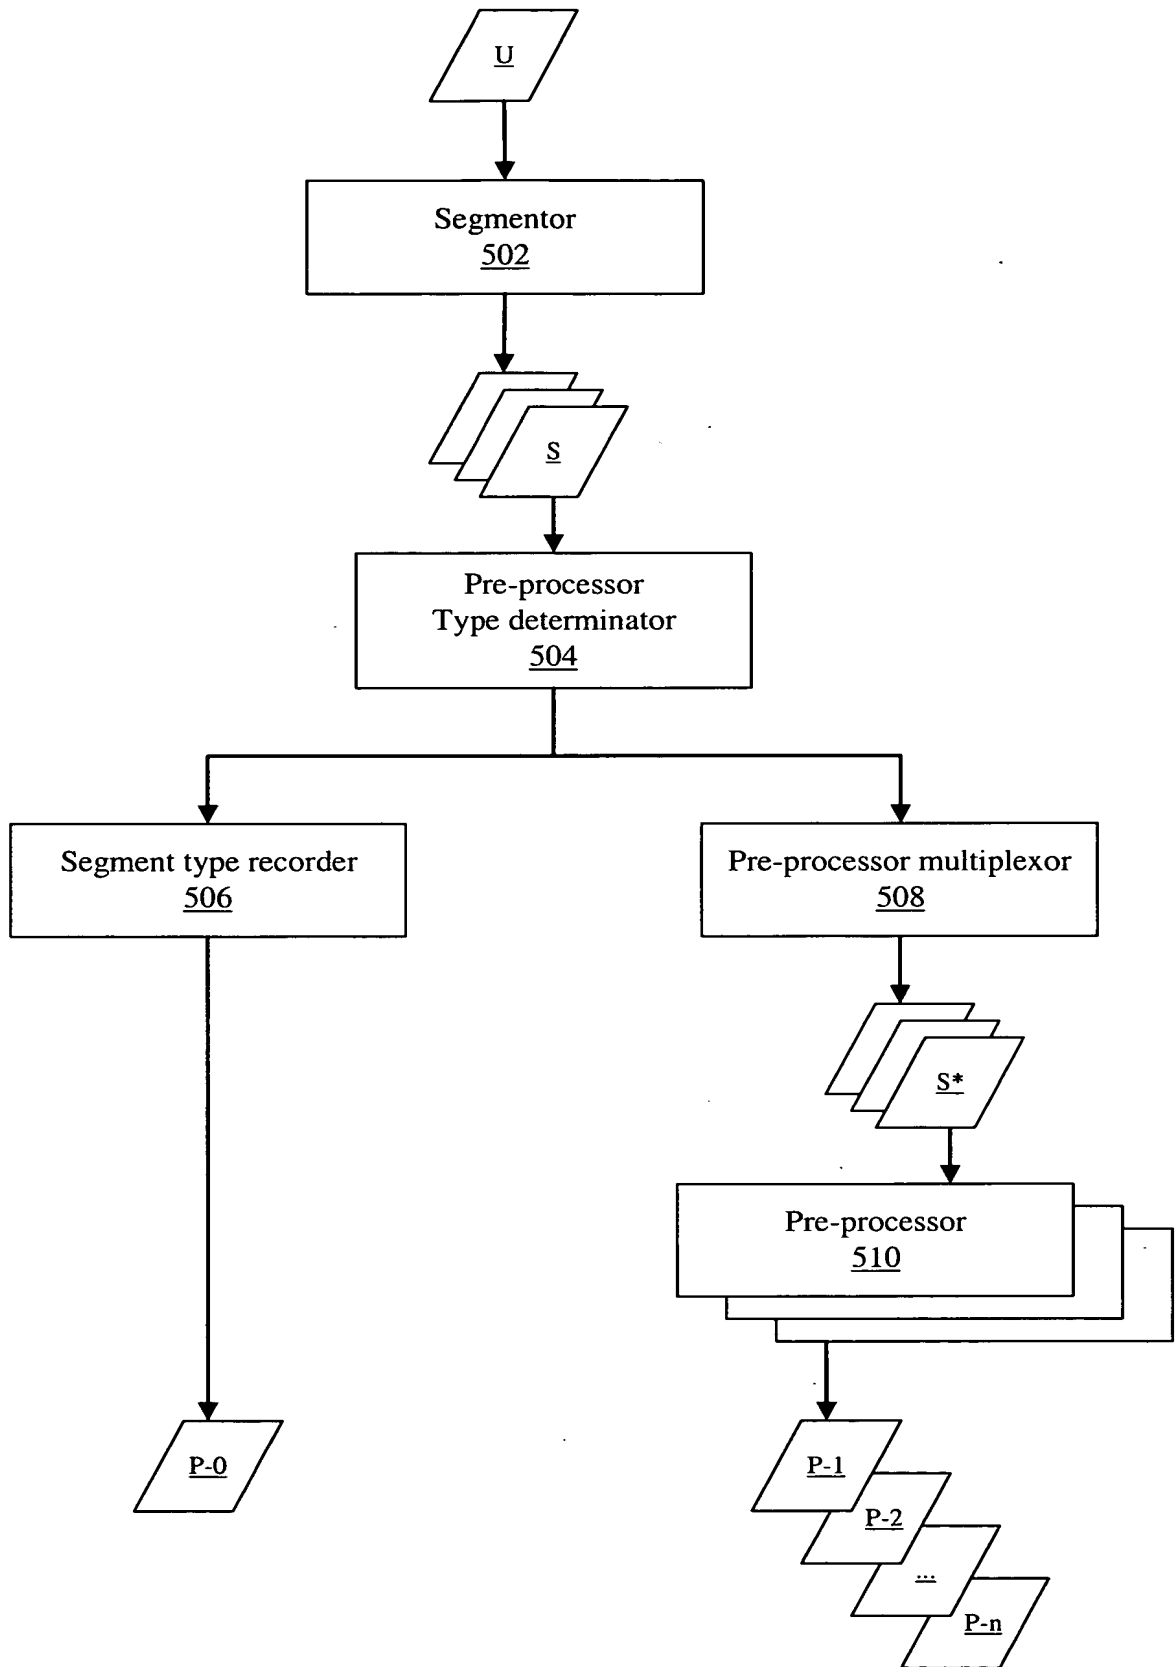 U
Segmentor
502
S
Pre-processor
Type determinator
504
Segment type recorder
506
Pre-processor multiplexor
508
S*
Pre-processor
510
P-0
P-1
P-2
...
P-n